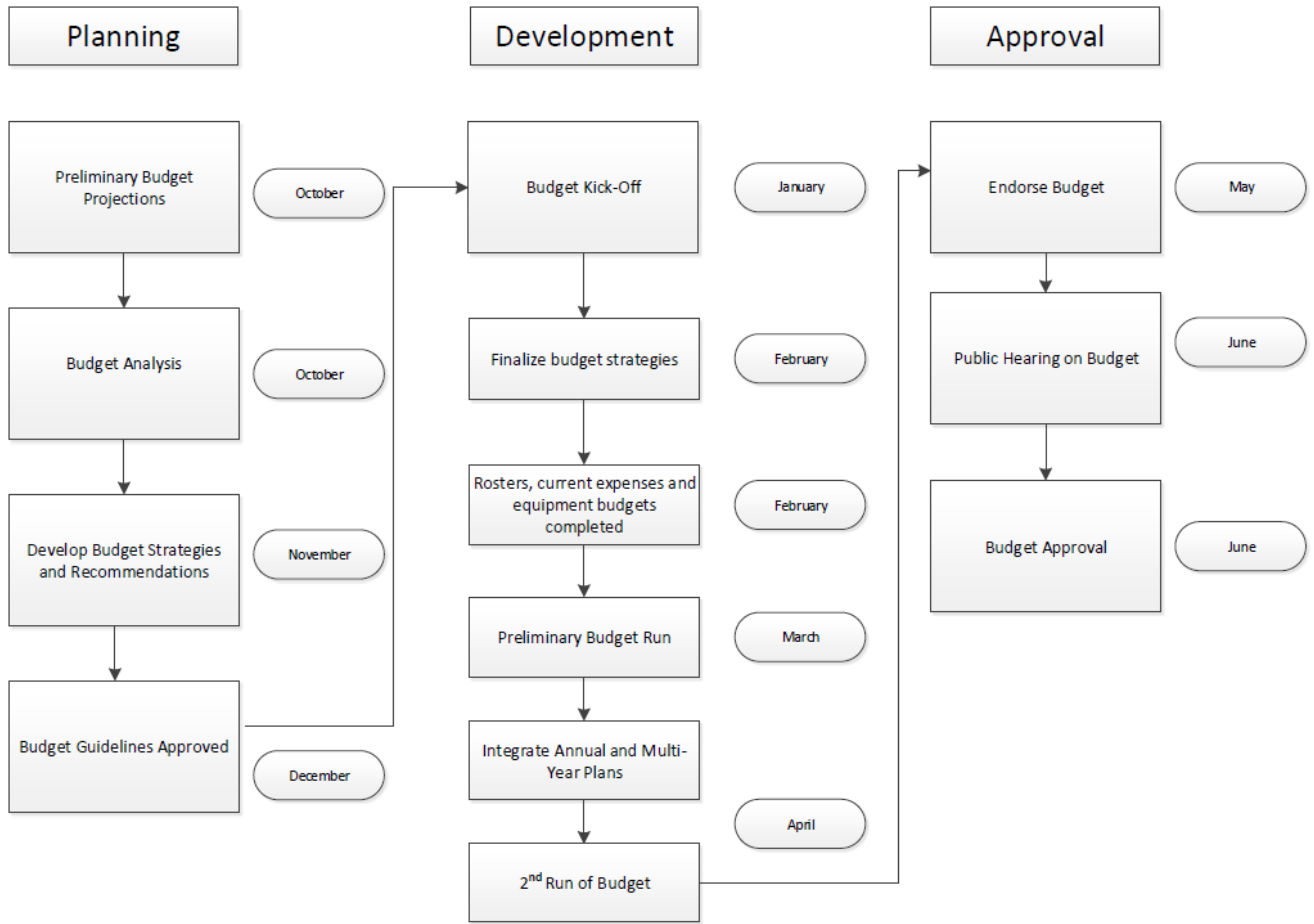 Planning
Preliminary Budget
Projections
October
Budget Analysis
October
Develop Budget Strategies
and Recommendations
November
Budget Guidelines Approved
December
Development
Budget Kick-Off
January
Finalize budget strategies
February
Rosters, current expenses and
equipment budgets
completed
February
Preliminary Budget Run
March
Integrate Annual and Multi-
Year Plans
April
2nd Run of Budget
Approval
Endorse Budget
May
Public Hearing on Budget
June
Budget Approval
June